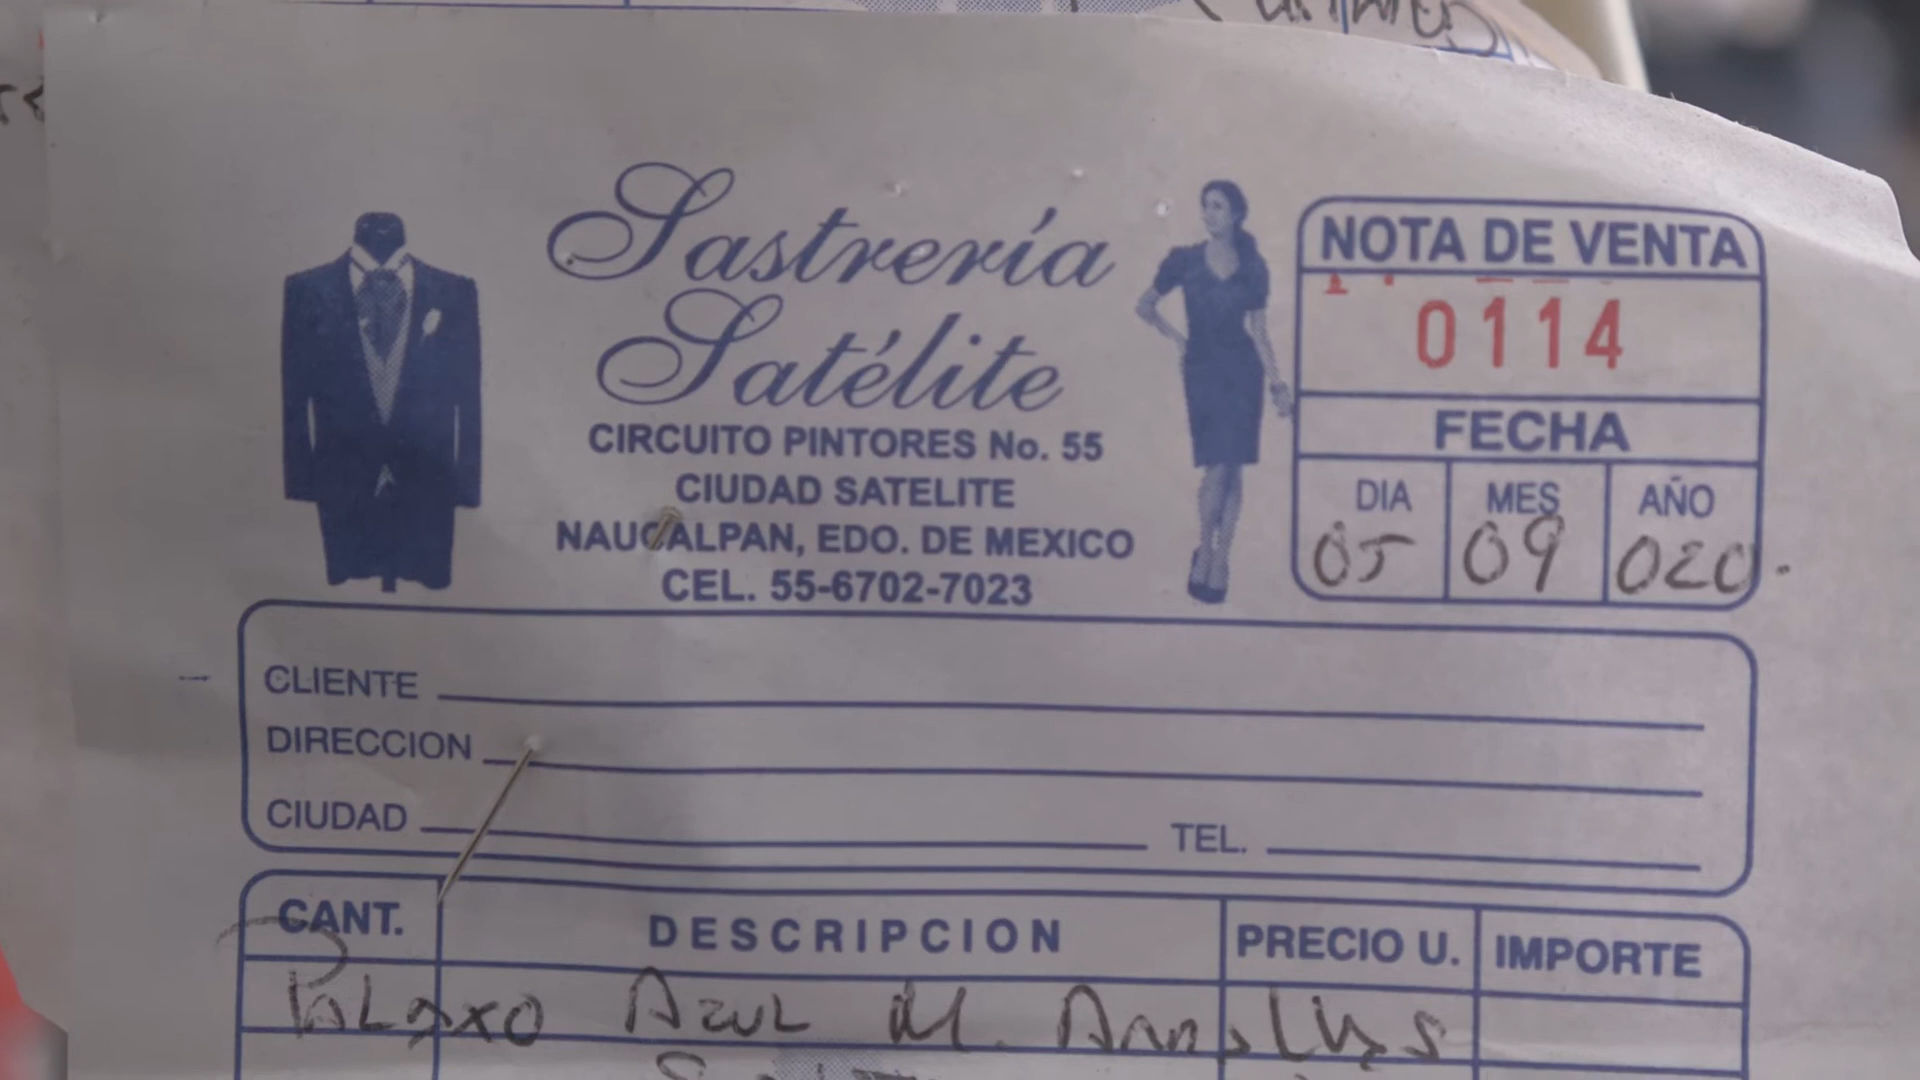 Sastrería
Satélite
CIRCUITO PINTORES No. 55
CIUDAD SATELITE
NAUCALPAN, EDO. DE MEXICO
CEL. 55-6702-7023
NOTA DE VENTA
0114
FECHA
DIA MES AÑO
05 09 020.
CLIENTE
DIRECCION
CIUDAD TEL.
CANT. DESCRIPCION PRECIO U. IMPORTE
Azul M.